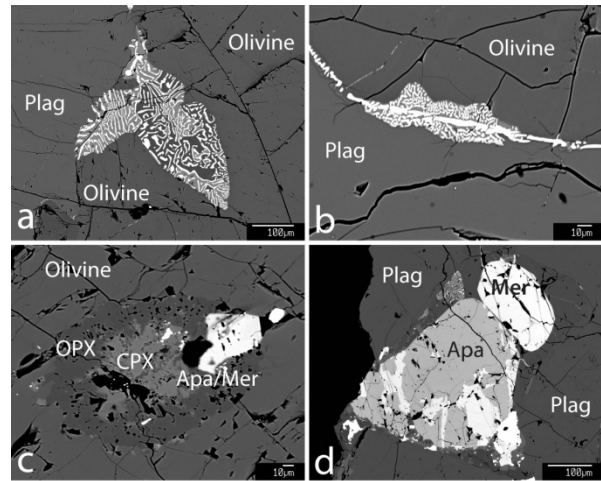 Olivine
Plag
Olivine
a
100µm
Olivine
Plag
b
10µm
Olivine
OPX
CPX
Apa/Mer
c
10µm
Plag
Mer
Apa
Plag
d
100µm